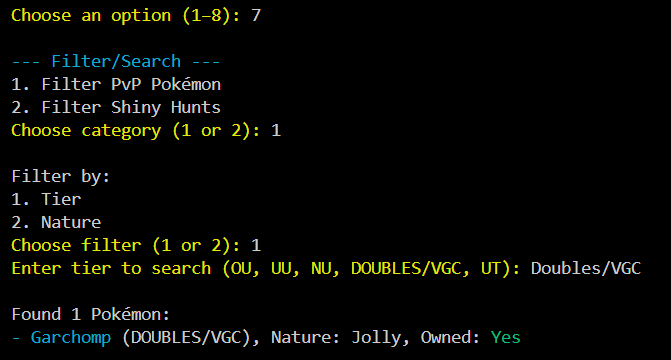 Choose an option (1–8): 7
--- Filter/Search ---
1. Filter PvP Pokémon
2. Filter Shiny Hunts
Choose category (1 or 2): 1
Filter by:
1. Tier
2. Nature
Choose filter (1 or 2): 1
Enter tier to search (OU, UU, NU, DOUBLES/VGC, UT): Doubles/VGC
Found 1 Pokémon:
- Garchomp (DOUBLES/VGC), Nature: Jolly, Owned: Yes